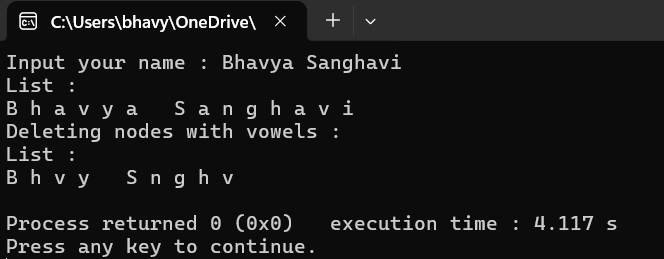 C:\Users\bhavy\OneDrive\
Input your name : Bhavya Sanghavi
List :
B h a v y a   S a n g h a v i
Deleting nodes with vowels :
List :
B h v y   S n g h v
Process returned 0 (0x0)   execution time : 4.117 s
Press any key to continue.